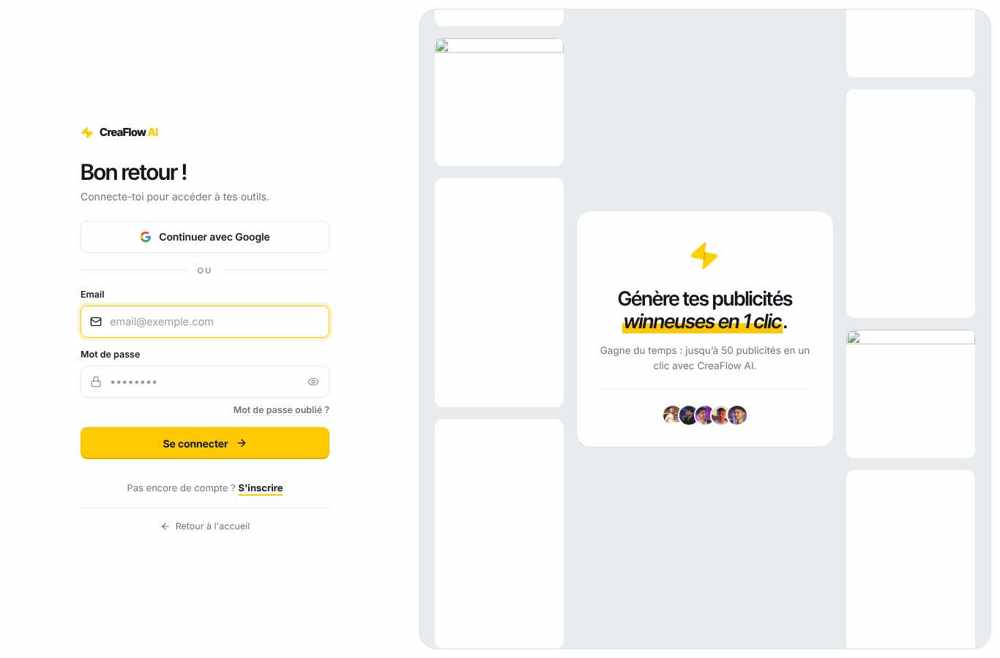 CreaFlow AI
Bon retour !
Connecte-toi pour accéder à tes outils.
Continuer avec Google
OU
Email
email@exemple.com
Mot de passe
••••••••
Mot de passe oublié ?
Se connecter →
Pas encore de compte ? S'inscrire
← Retour à l'accueil
Génère tes publicités
winneuses en 1 clic.
Gagne du temps : jusqu'à 50 publicités en un
clic avec CreaFlow AI.